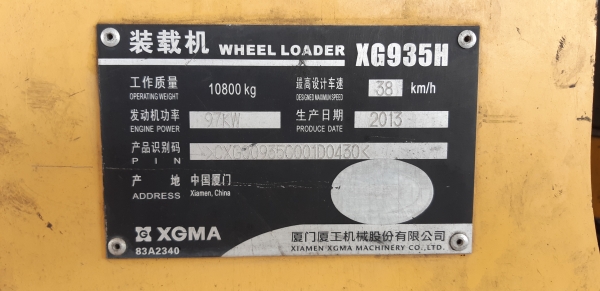 装载机 WHEEL LOADER XG935H
工作质量 10800 kg 最高设计车速 38 km/h
OPERATING WEIGHT DESIGNED MAXIMUM SPEED
发动机功率 97KW 生产日期 2013
ENGINE POWER PRODUCE DATE
产品识别码
PIN
产地 中国厦门
ADDRESS Xiamen, China
XGMA 厦门厦工机械股份有限公司
83A2340 XIAMEN XGMA MACHINERY CO.,LTD.